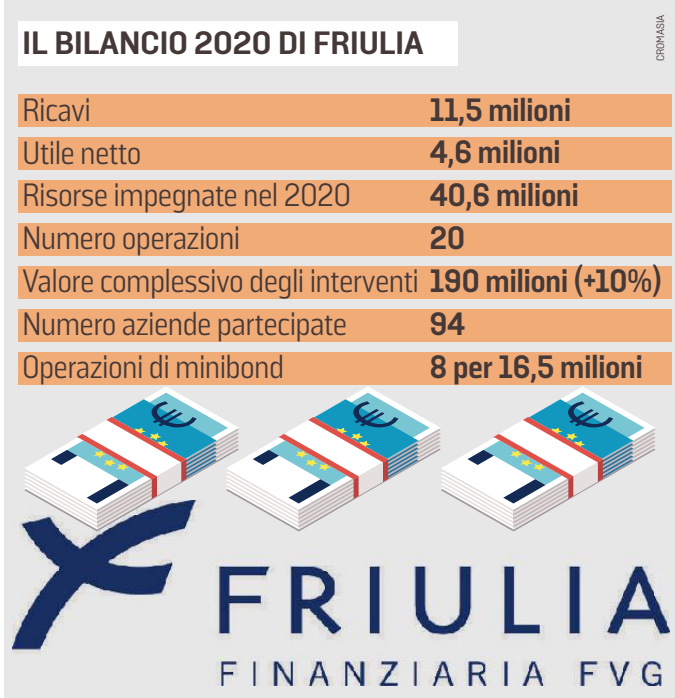 IL BILANCIO 2020 DI FRIULIA
CROMASIA
Ricavi 11,5 milioni
Utile netto 4,6 milioni
Risorse impegnate nel 2020 40,6 milioni
Numero operazioni 20
Valore complessivo degli interventi 190 milioni (+10%)
Numero aziende partecipate 94
Operazioni di minibond 8 per 16,5 milioni
FRIULIA
FINANZIARIA FVG